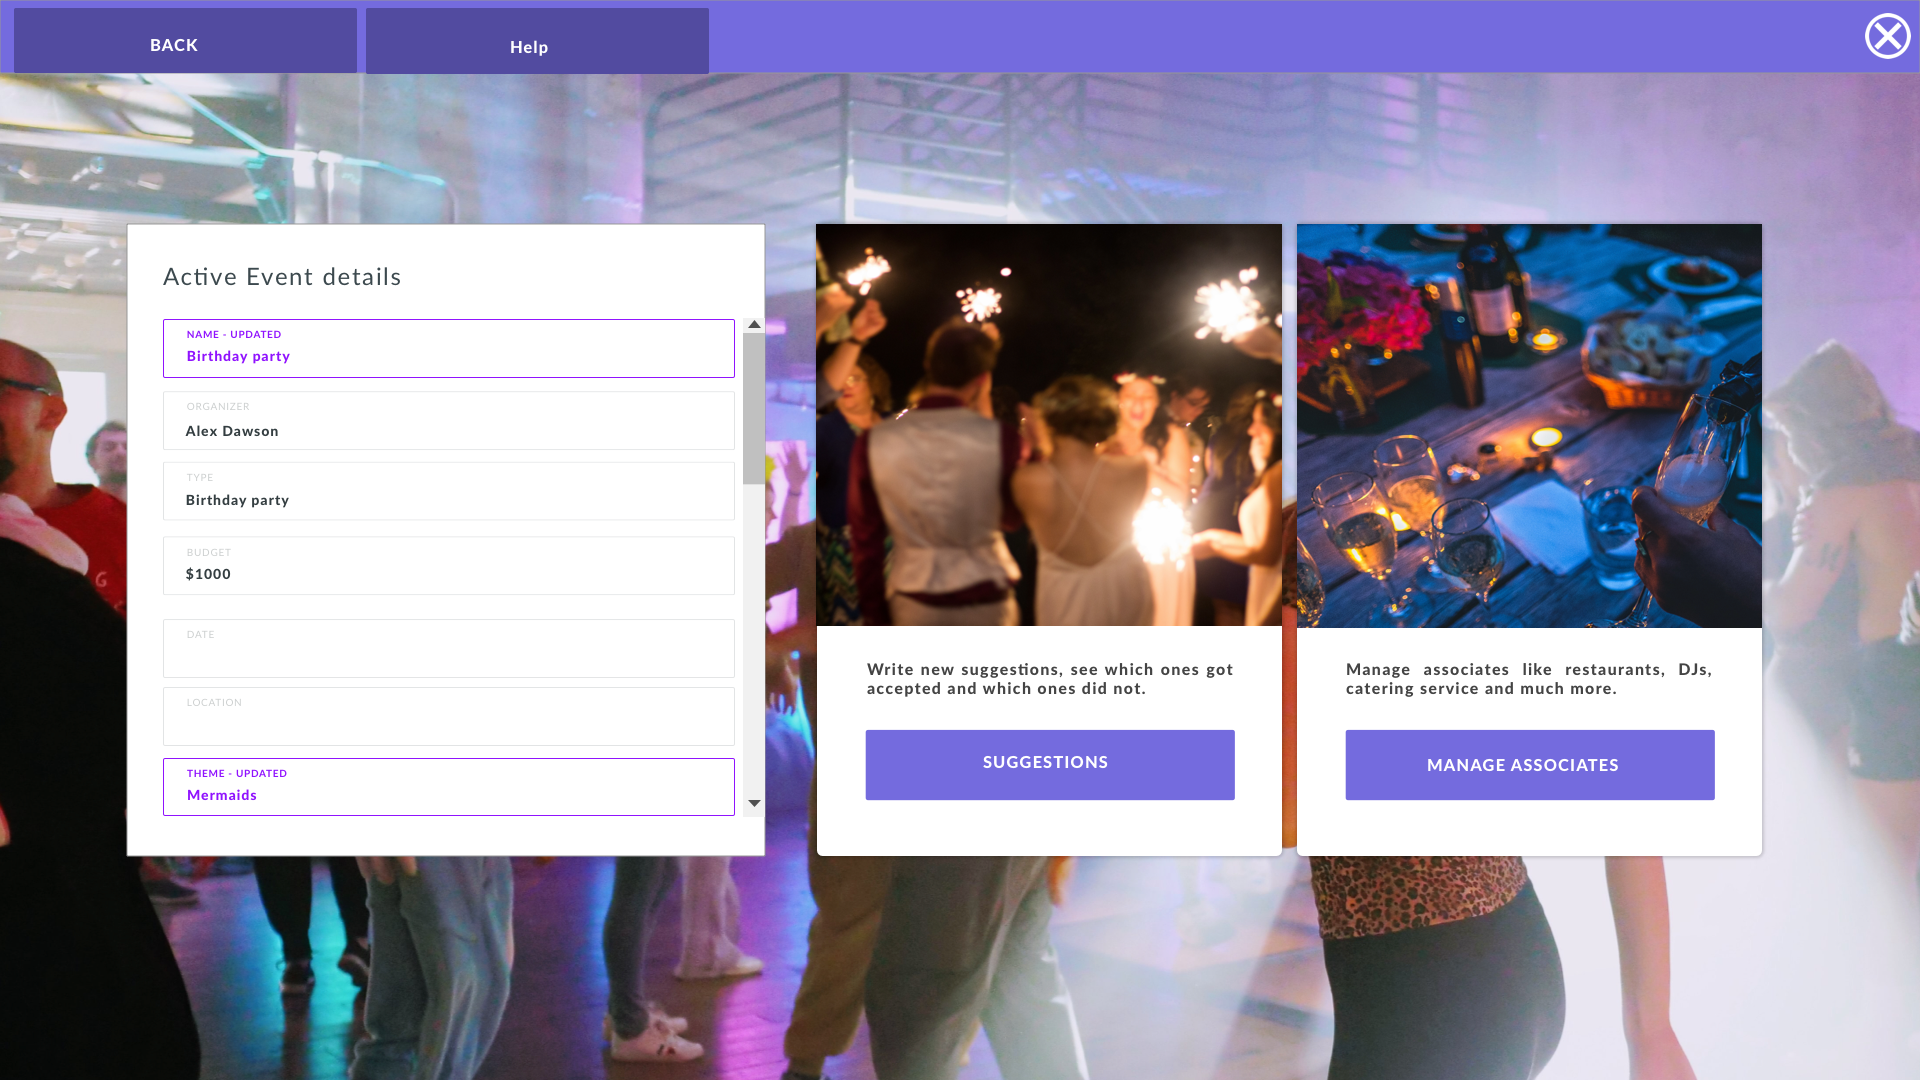 BACK
Help
Active Event details
NAME - UPDATED
Birthday party
ORGANIZER
Alex Dawson
TYPE
Birthday party
BUDGET
$1000
DATE
LOCATION
THEME - UPDATED
Mermaids
Write new suggestions, see which ones got
accepted and which ones did not.
SUGGESTIONS
Manage associates like restaurants, DJs,
catering service and much more.
MANAGE ASSOCIATES